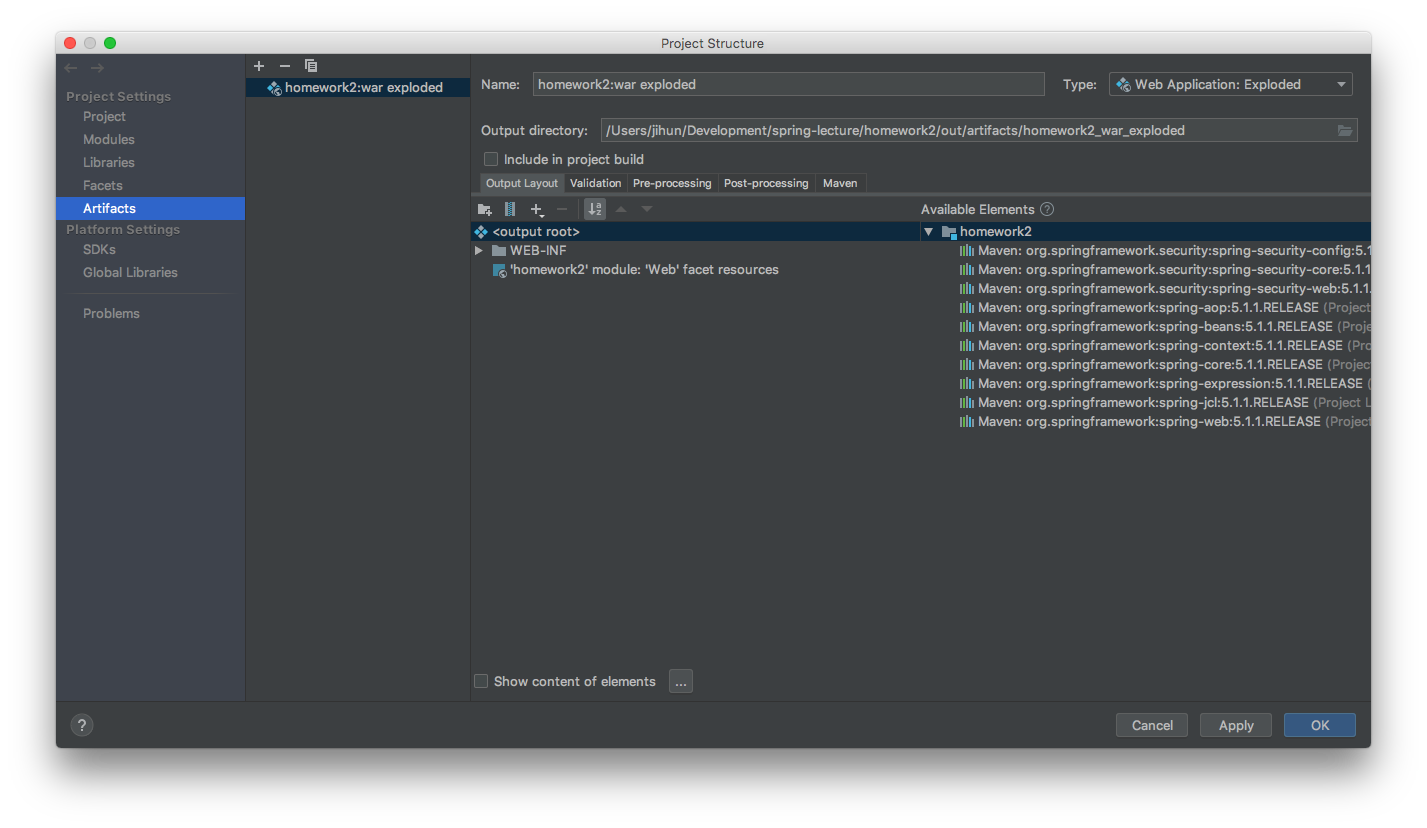 Project Structure
Project Settings
Project
Modules
Libraries
Facets
Artifacts
Platform Settings
SDKs
Global Libraries
Problems
homework2:war exploded
Name: homework2:war exploded
Type: Web Application: Exploded
Output directory: /Users/jihun/Development/spring-lecture/homework2/out/artifacts/homework2_war_exploded
Include in project build
Output Layout Validation Pre-processing Post-processing Maven
Available Elements ?
<output root>
WEB-INF
'homework2' module: 'Web' facet resources
homework2
Maven: org.springframework.security:spring-security-config:5.1
Maven: org.springframework.security:spring-security-core:5.1.1
Maven: org.springframework.security:spring-security-web:5.1.1.
Maven: org.springframework:spring-aop:5.1.1.RELEASE (Project
Maven: org.springframework:spring-beans:5.1.1.RELEASE (Proje
Maven: org.springframework:spring-context:5.1.1.RELEASE (Pro
Maven: org.springframework:spring-core:5.1.1.RELEASE (Projec
Maven: org.springframework:spring-expression:5.1.1.RELEASE (
Maven: org.springframework:spring-jcl:5.1.1.RELEASE (Project L
Maven: org.springframework:spring-web:5.1.1.RELEASE (Project
Show content of elements ...
? Cancel Apply OK